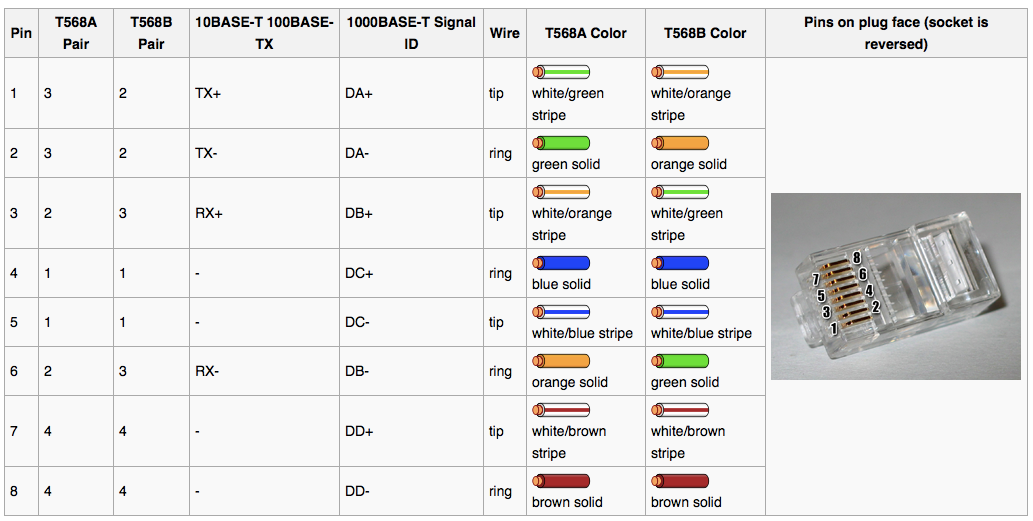 Pin T568A Pair T568B Pair 10BASE-T 100BASE-TX 1000BASE-T Signal ID Wire T568A Color T568B Color Pins on plug face (socket is reversed)
1 3 2 TX+ DA+ tip white/green stripe white/orange stripe
2 3 2 TX- DA- ring green solid orange solid
3 2 3 RX+ DB+ tip white/orange stripe white/green stripe
4 1 1 - DC+ ring blue solid blue solid
5 1 1 - DC- tip white/blue stripe white/blue stripe
6 2 3 RX- DB- ring orange solid green solid
7 4 4 - DD+ tip white/brown stripe white/brown stripe
8 4 4 - DD- ring brown solid brown solid
8
7 6
5 4
3 2
1